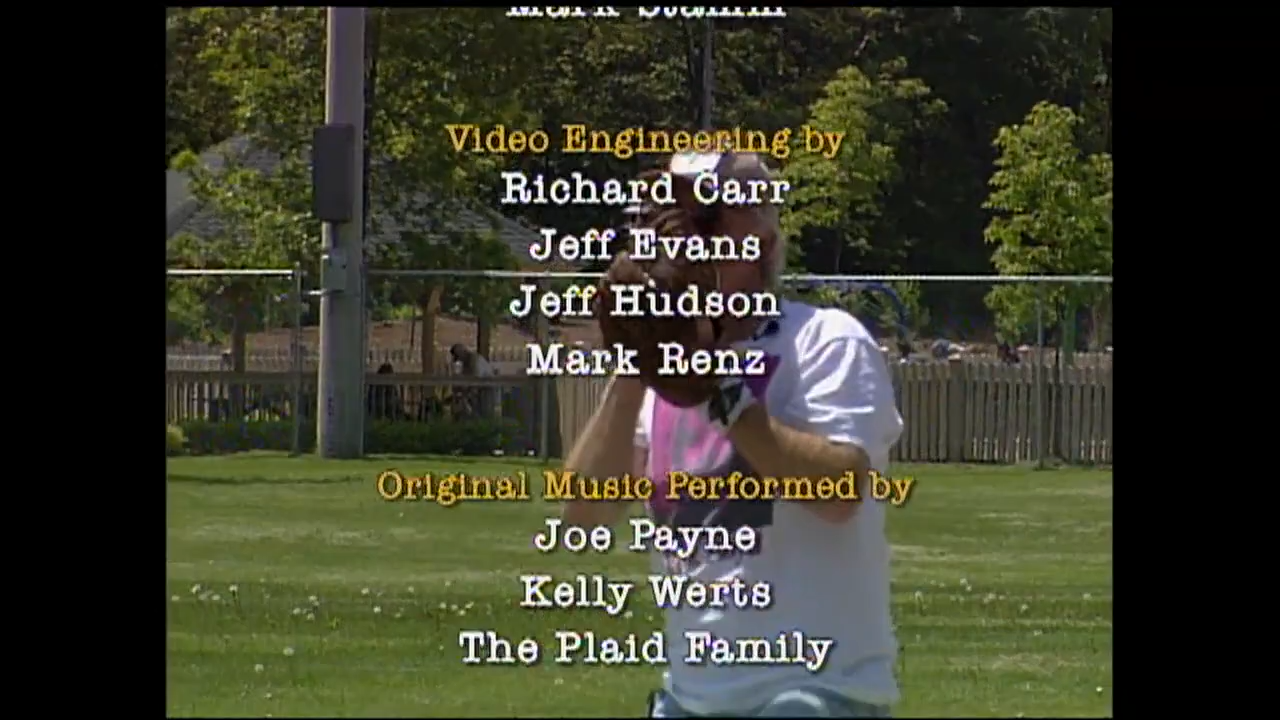 Video Engineering by
Richard Carr
Jeff Evans
Jeff Hudson
Mark Renz
Original Music Performed by
Joe Payne
Kelly Werts
The Plaid Family